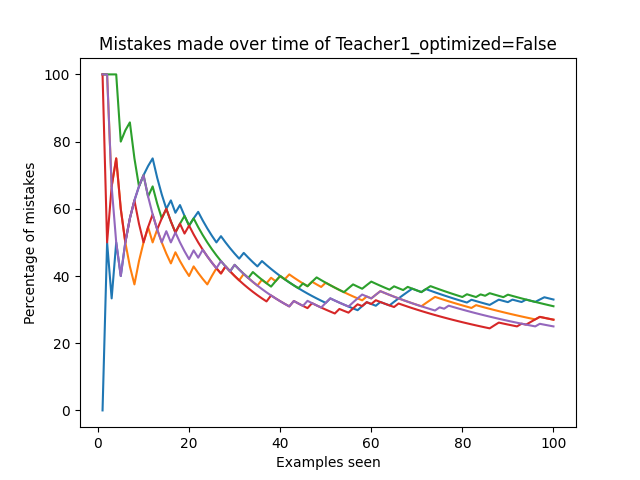 Mistakes made over time of Teacher1_optimized=False
100
80
60
40
20
0
Percentage of mistakes
0 20 40 60 80 100
Examples seen